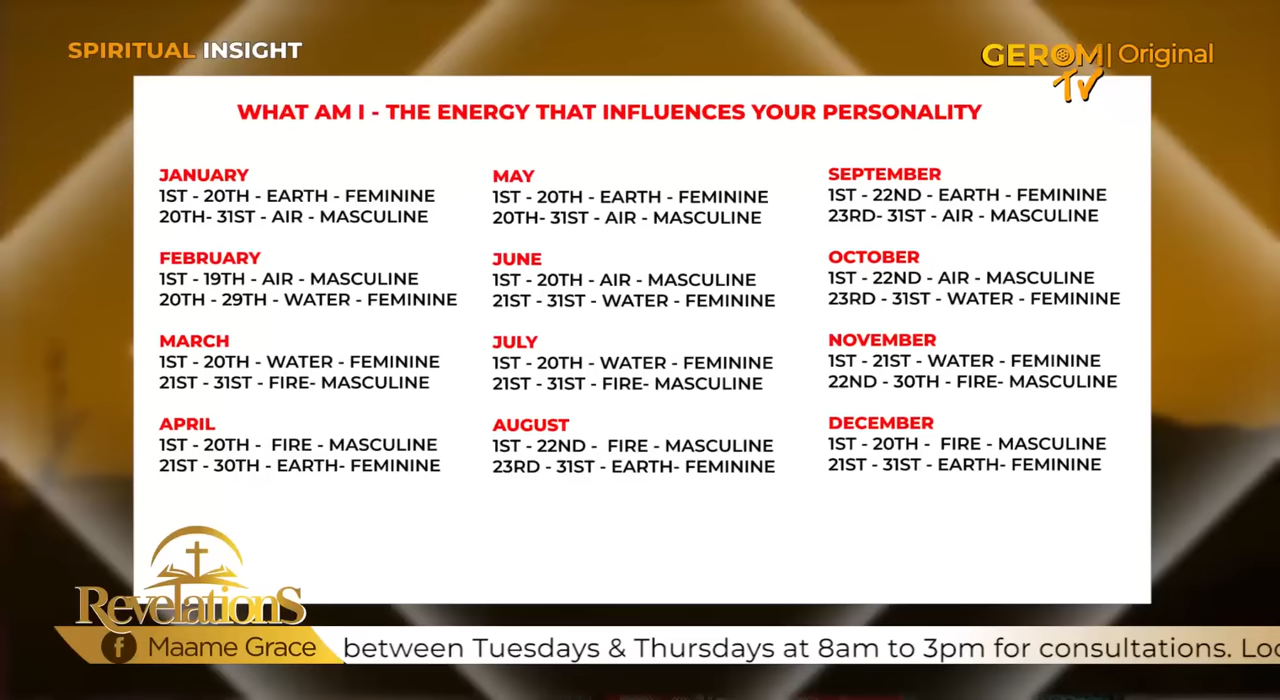 SPIRITUAL INSIGHT
GEROM TV | Original
WHAT AM I - THE ENERGY THAT INFLUENCES YOUR PERSONALITY
JANUARY
1ST - 20TH - EARTH - FEMININE
20TH- 31ST - AIR - MASCULINE
FEBRUARY
1ST - 19TH - AIR - MASCULINE
20TH - 29TH - WATER - FEMININE
MARCH
1ST - 20TH - WATER - FEMININE
21ST - 31ST - FIRE- MASCULINE
APRIL
1ST - 20TH -  FIRE - MASCULINE
21ST - 30TH - EARTH- FEMININE
MAY
1ST - 20TH - EARTH - FEMININE
20TH- 31ST - AIR - MASCULINE
JUNE
1ST - 20TH - AIR - MASCULINE
21ST - 31ST - WATER - FEMININE
JULY
1ST - 20TH - WATER - FEMININE
21ST - 31ST - FIRE- MASCULINE
AUGUST
1ST - 22ND -  FIRE - MASCULINE
23RD - 31ST - EARTH- FEMININE
SEPTEMBER
1ST - 22ND - EARTH - FEMININE
23RD- 31ST - AIR - MASCULINE
OCTOBER
1ST - 22ND - AIR - MASCULINE
23RD - 31ST - WATER - FEMININE
NOVEMBER
1ST - 21ST - WATER - FEMININE
22ND - 30TH - FIRE- MASCULINE
DECEMBER
1ST - 20TH -  FIRE - MASCULINE
21ST - 31ST - EARTH- FEMININE
RevelationS
f Maame Grace
between Tuesdays & Thursdays at 8am to 3pm for consultations. Loc